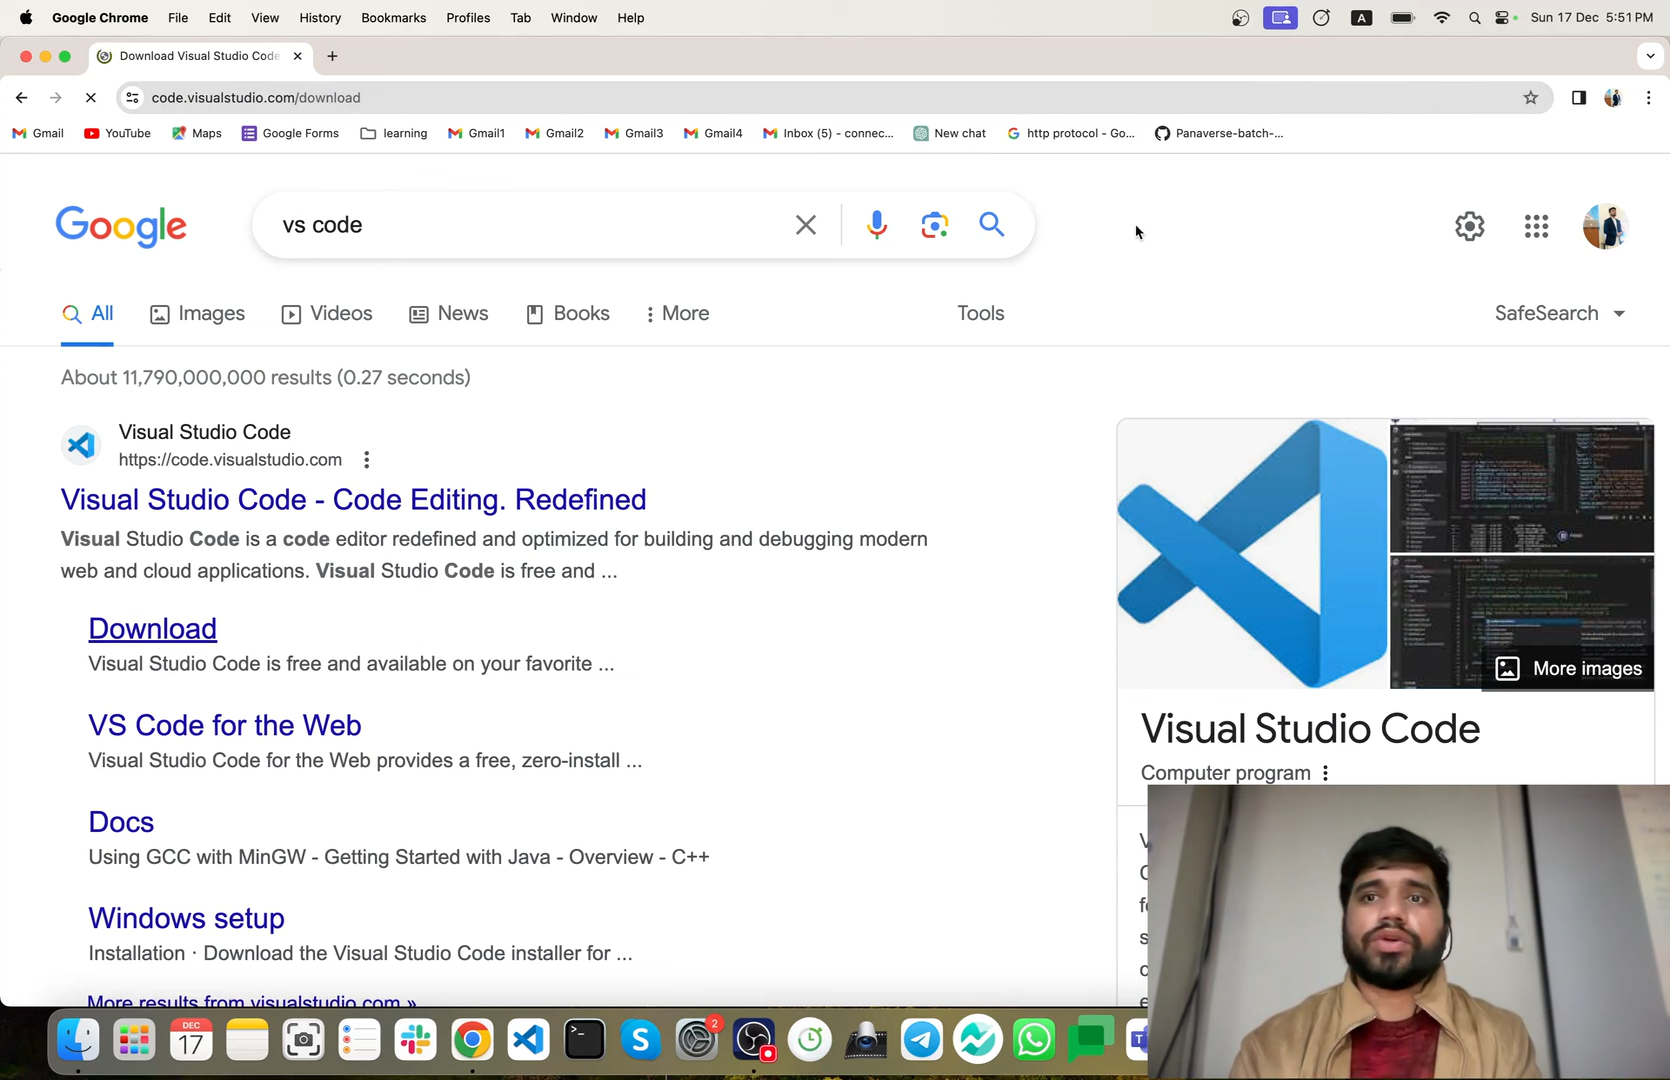 Google Chrome File Edit View History Bookmarks Profiles Tab Window Help A Sun 17 Dec 5:51 PM
Download Visual Studio Code
code.visualstudio.com/download
Gmail YouTube Maps Google Forms learning Gmail1 Gmail2 Gmail3 Gmail4 Inbox (5) - connec... New chat http protocol - Go... Panaverse-batch-...
Google vs code
All Images Videos News Books More Tools SafeSearch
About 11,790,000,000 results (0.27 seconds)
Visual Studio Code
https://code.visualstudio.com
Visual Studio Code - Code Editing. Redefined
Visual Studio Code is a code editor redefined and optimized for building and debugging modern
web and cloud applications. Visual Studio Code is free and ...
Download
Visual Studio Code is free and available on your favorite ...
VS Code for the Web
Visual Studio Code for the Web provides a free, zero-install ...
Docs
Using GCC with MinGW - Getting Started with Java - Overview - C++
Windows setup
Installation · Download the Visual Studio Code installer for ...
More results from visualstudio.com »
More images
Visual Studio Code
Computer program
DEC
17
2